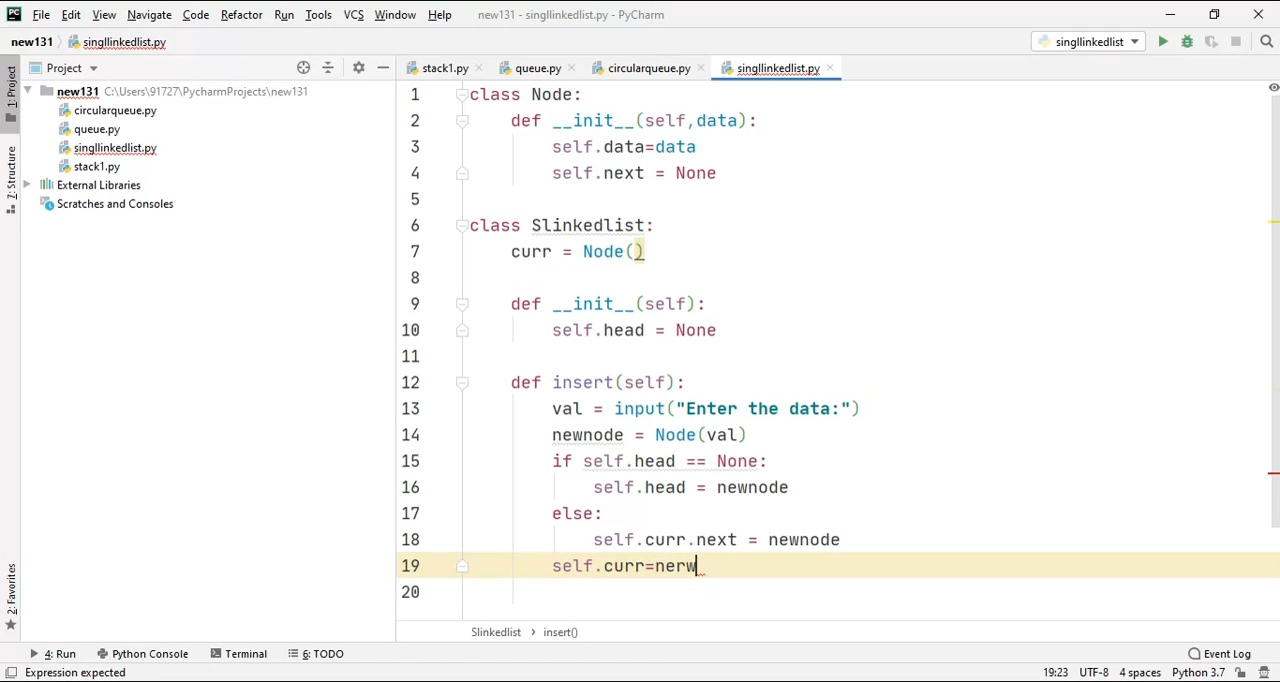 File Edit View Navigate Code Refactor Run Tools VCS Window Help new131 - singllinkedlist.py - PyCharm
new131 singllinkedlist.py singllinkedlist
Project stack1.py queue.py circularqueue.py singllinkedlist.py
1: Project
Z: Structure
2: Favorites
new131 C:\Users\91727\PycharmProjects\new131
circularqueue.py
queue.py
singllinkedlist.py
stack1.py
External Libraries
Scratches and Consoles
1 class Node:
2 def __init__(self,data):
3 self.data=data
4 self.next = None
5
6 class Slinkedlist:
7 curr = Node()
8
9 def __init__(self):
10 self.head = None
11
12 def insert(self):
13 val = input("Enter the data:")
14 newnode = Node(val)
15 if self.head == None:
16 self.head = newnode
17 else:
18 self.curr.next = newnode
19 self.curr=nerw
20
Slinkedlist › insert()
4: Run Python Console Terminal 6: TODO Event Log
Expression expected 19:23 UTF-8 4 spaces Python 3.7